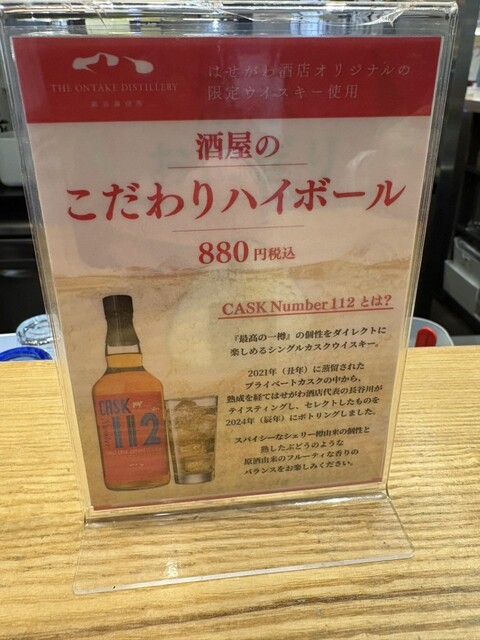 THE ONTAKE DISTILLERY
はせがわ酒店オリジナルの
限定ウイスキー使用
酒屋の
こだわりハイボール
880円税込
CASK Number 112 とは?
『最高の一樽』の個性をダイレクトに
楽しめるシングルカスクウイスキー。
2021年（丑年）に蒸留された
プライベートカスクの中から、
熟成を経てはせがわ酒店代表の長谷川が
テイスティングし、セレクトしたものを
2024年（辰年）にボトリングしました。
スパイシーなシェリー樽由来の個性と
熟したぶどうのような
原酒由来のフルーティな香りの
バランスをお楽しみください。
CASK
112